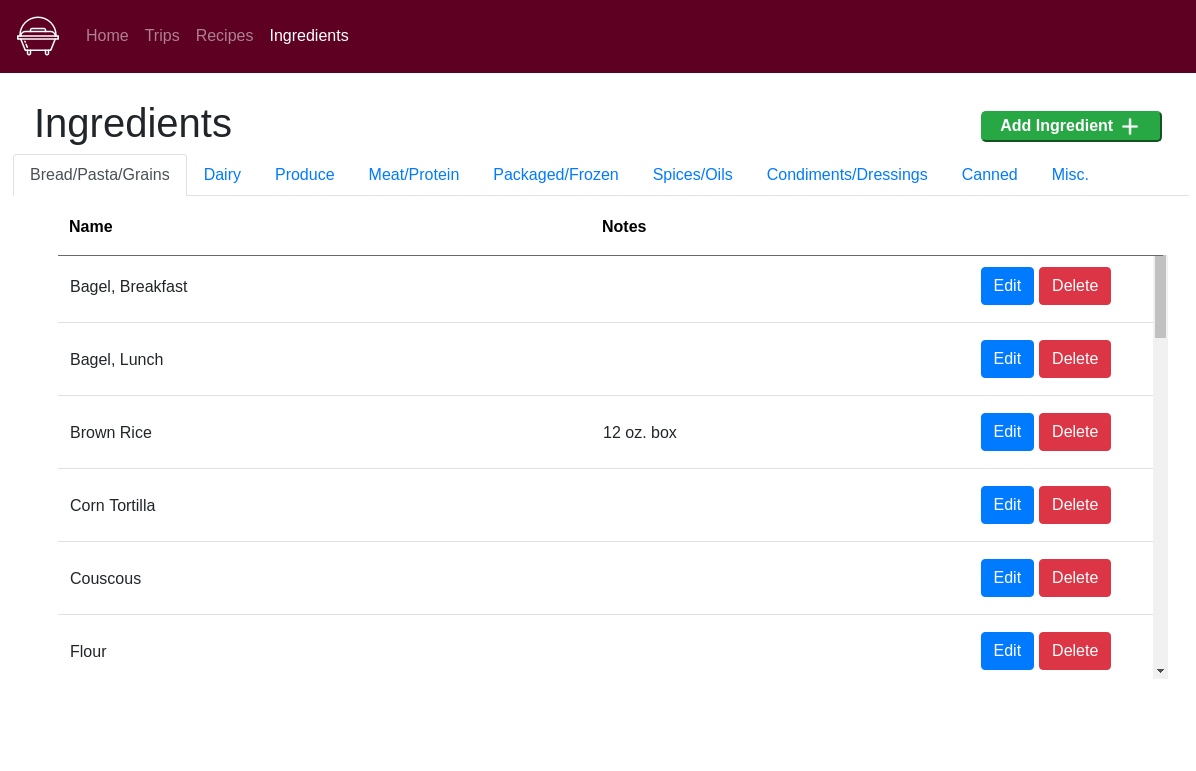 Home Trips Recipes Ingredients
Ingredients
Add Ingredient
Bread/Pasta/Grains Dairy Produce Meat/Protein Packaged/Frozen Spices/Oils Condiments/Dressings Canned Misc.
Name Notes
Bagel, Breakfast Edit Delete
Bagel, Lunch Edit Delete
Brown Rice 12 oz. box Edit Delete
Corn Tortilla Edit Delete
Couscous Edit Delete
Flour Edit Delete